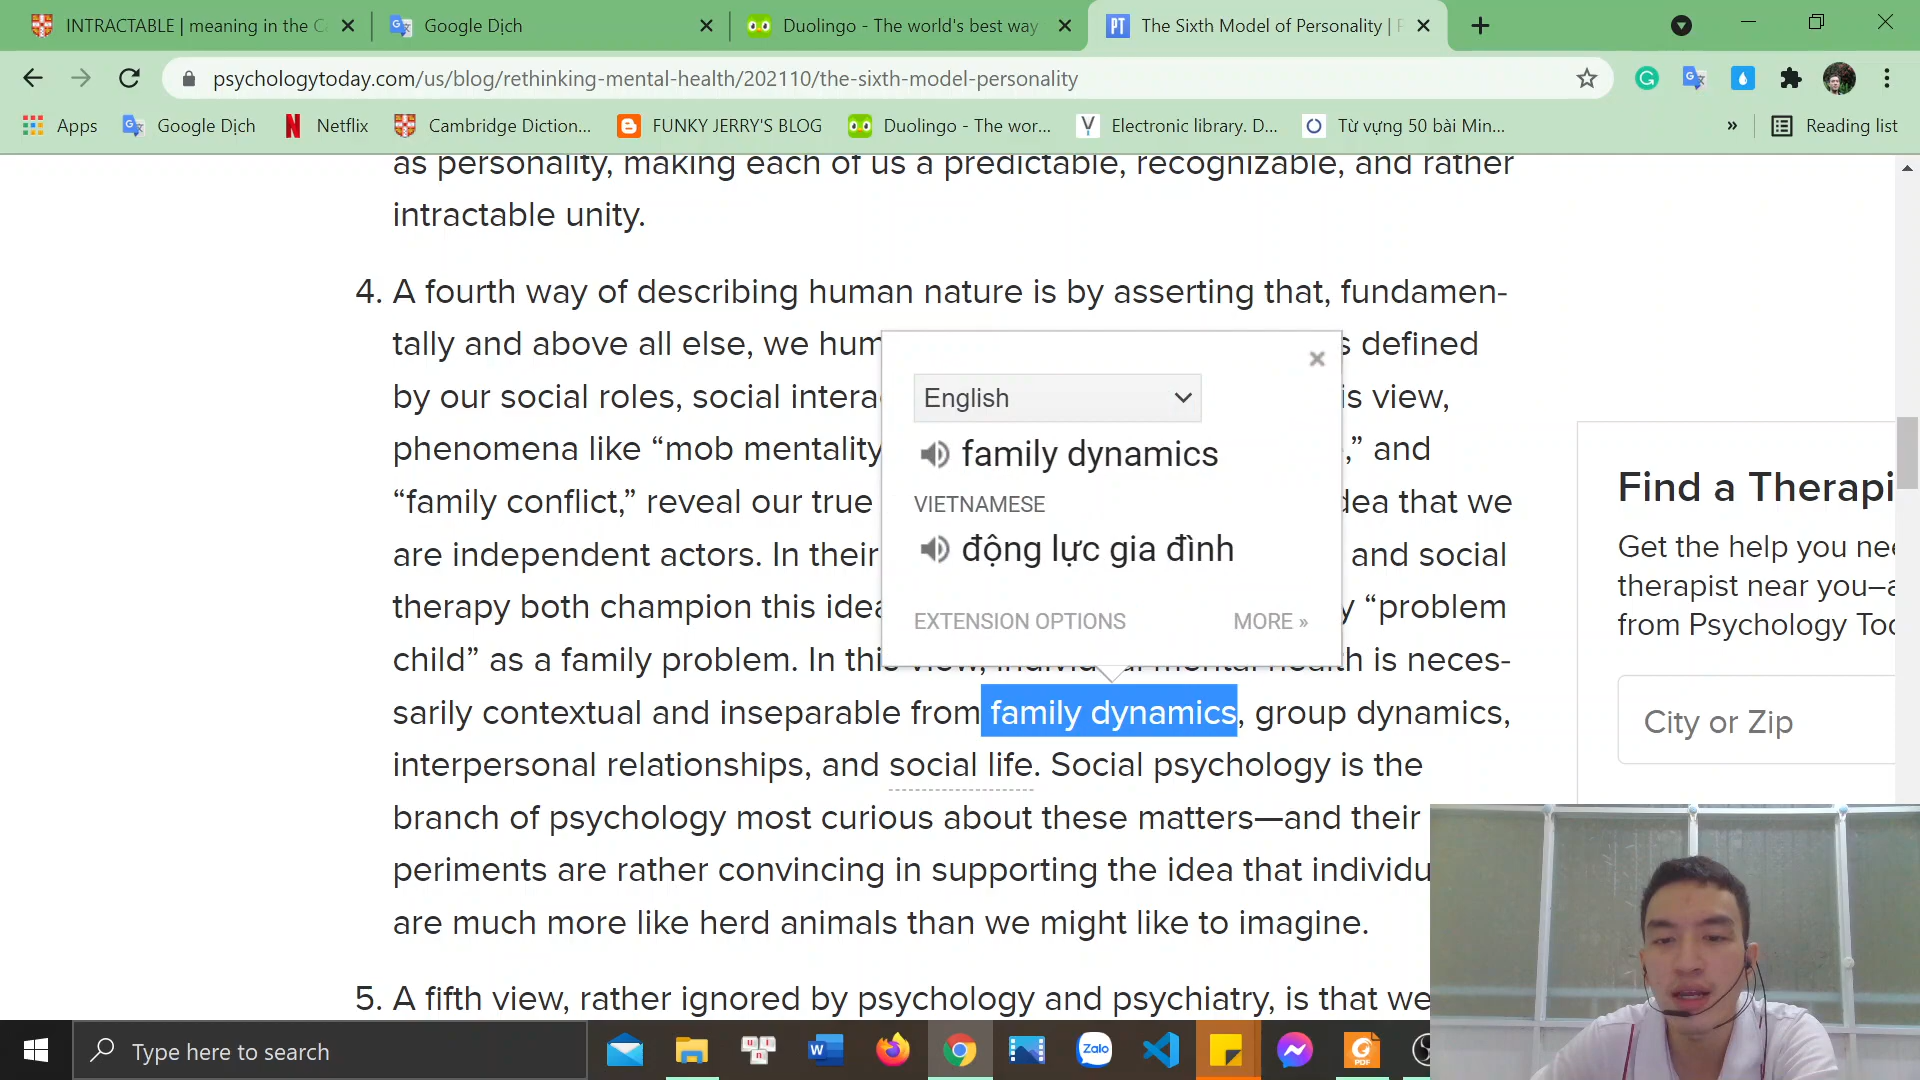 INTRACTABLE | meaning in the Ca
Google Dịch
Duolingo - The world's best way
PT
The Sixth Model of Personality |
psychologytoday.com/us/blog/rethinking-mental-health/202110/the-sixth-model-personality
Apps
Google Dịch
Netflix
Cambridge Diction...
FUNKY JERRY'S BLOG
Duolingo - The wor...
Electronic library. D...
Từ vựng 50 bài Min...
»
Reading list
as personality, making each of us a predictable, recognizable, and rather
intractable unity.
4. A fourth way of describing human nature is by asserting that, fundamen-
tally and above all else, we hum s defined
by our social roles, social intera is view,
phenomena like “mob mentality ,” and
“family conflict,” reveal our true dea that we
are independent actors. In their and social
therapy both champion this idea y “problem
child” as a family problem. In this view, individual mental health is neces-
sarily contextual and inseparable from family dynamics, group dynamics,
interpersonal relationships, and social life. Social psychology is the
branch of psychology most curious about these matters—and their
periments are rather convincing in supporting the idea that individu
are much more like herd animals than we might like to imagine.
5. A fifth view, rather ignored by psychology and psychiatry, is that we
English
family dynamics
VIETNAMESE
động lực gia đình
EXTENSION OPTIONS
MORE »
Find a Therapi
Get the help you nee
therapist near you–a
from Psychology Too
City or Zip
Type here to search
Zalo
PDF